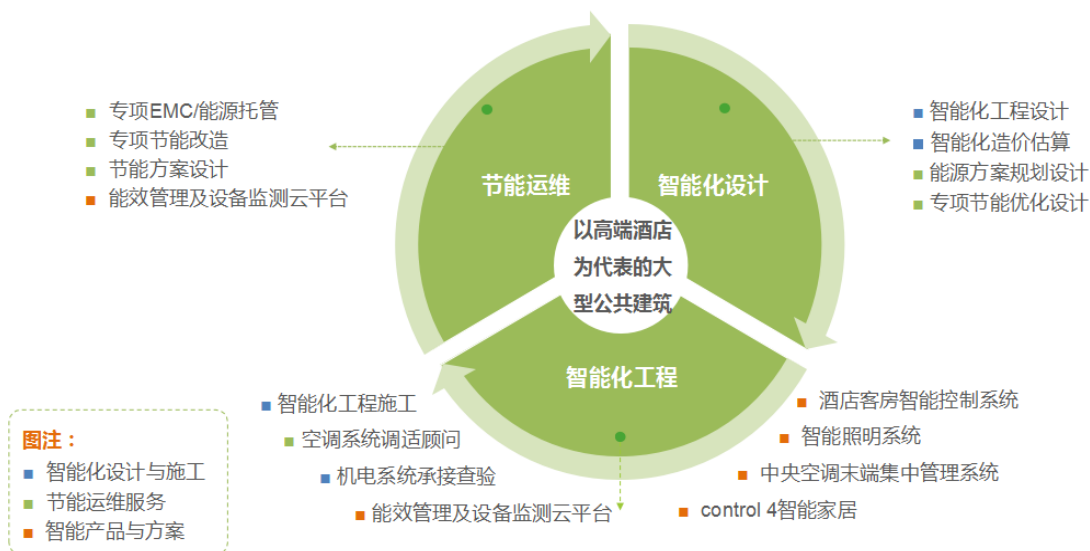 专项EMC/能源托管
专项节能改造
节能方案设计
能效管理及设备监测云平台
节能运维
智能化设计
智能化工程设计
智能化造价估算
能源方案规划设计
专项节能优化设计
以高端酒店
为代表的大
型公共建筑
智能化工程
智能化工程施工
空调系统调适顾问
机电系统承接查验
能效管理及设备监测云平台
酒店客房智能控制系统
智能照明系统
中央空调末端集中管理系统
control 4智能家居
图注：
智能化设计与施工
节能运维服务
智能产品与方案